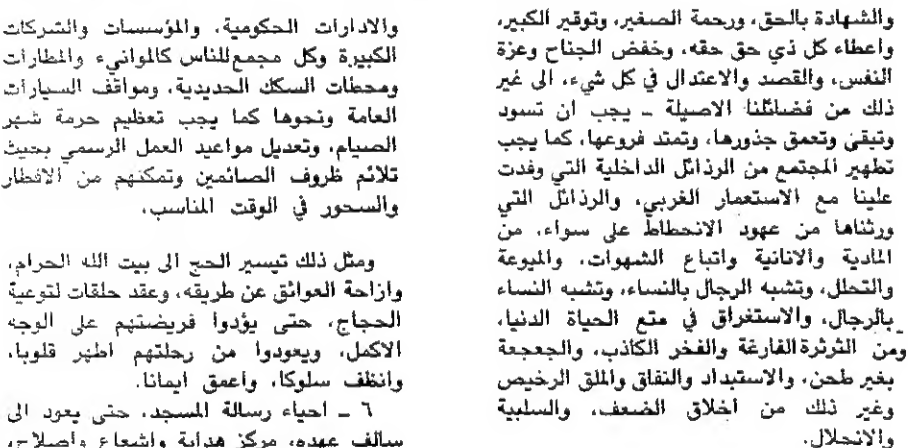 والشهادة بالحق، ورحمة الصغير، وتوقير الكبير،
واعطاء كل ذي حق حقه، وخفض الجناح وعزة
النفس، والقصد والاعتدال في كل شيء، الى غير
ذلك من فضائلنا الاصيلة ـ يجب ان تسود
وتبقى وتعمق جذورها، وتمتد فروعها، كما يجب
تطهير المجتمع من الرذائل الداخلية التي وفدت
علينا مع الاستعمار الغربي، والرذائل التي
ورثناها من عهود الانحطاط على سواء، من
المادية والانانية واتباع الشهوات، والميوعة
والتحلل، وتشبه الرجال بالنساء، وتشبه النساء
بالرجال، والاستغراق في متع الحياة الدنيا،
ومن الثرثرة الفارغة والفخر الكاذب، والجعجعة
بغير طحن، والاستبداد والنفاق والملق الرخيص
وغير ذلك من اخلاق الضعف، والسلبية
والانحلال.
والادارات الحكومية، والمؤسسات والشركات
الكبيرة وكل مجمع للناس كالموانيء والمطارات
ومحطات السكك الحديدية، ومواقف السيارات
العامة ونحوها كما يجب تعظيم حرمة شهر
الصيام، وتعديل مواعيد العمل الرسمي بحيث
تلائم ظروف الصائمين وتمكنهم من الافطار
والسحور في الوقت المناسب.
ومثل ذلك تيسير الحج الى بيت الله الحرام،
وازاحة العوائق عن طريقه، وعقد حلقات لتوعية
الحجاج، حتى يؤدوا فريضتهم على الوجه
الاكمل، ويعودوا من رحلتهم اطهر قلوبا،
وانظف سلوكا، واعمق ايمانا.
٦ ـ احياء رسالة المسجد، حتى يعود الى
سالف عهده، مركز هداية واشعاع واصلاح،